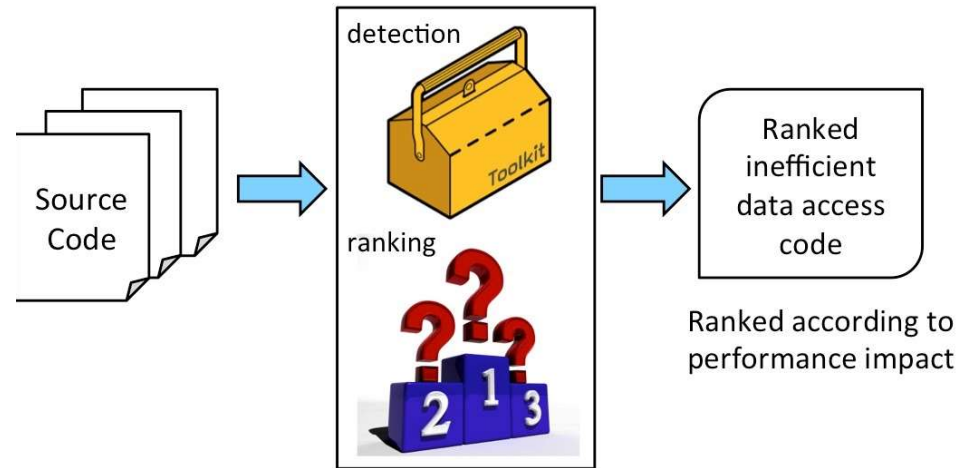 Source
Code
detection
Toolkit
ranking
?
?
?
2
1
3
Ranked
inefficient
data access
code
Ranked according to
performance impact